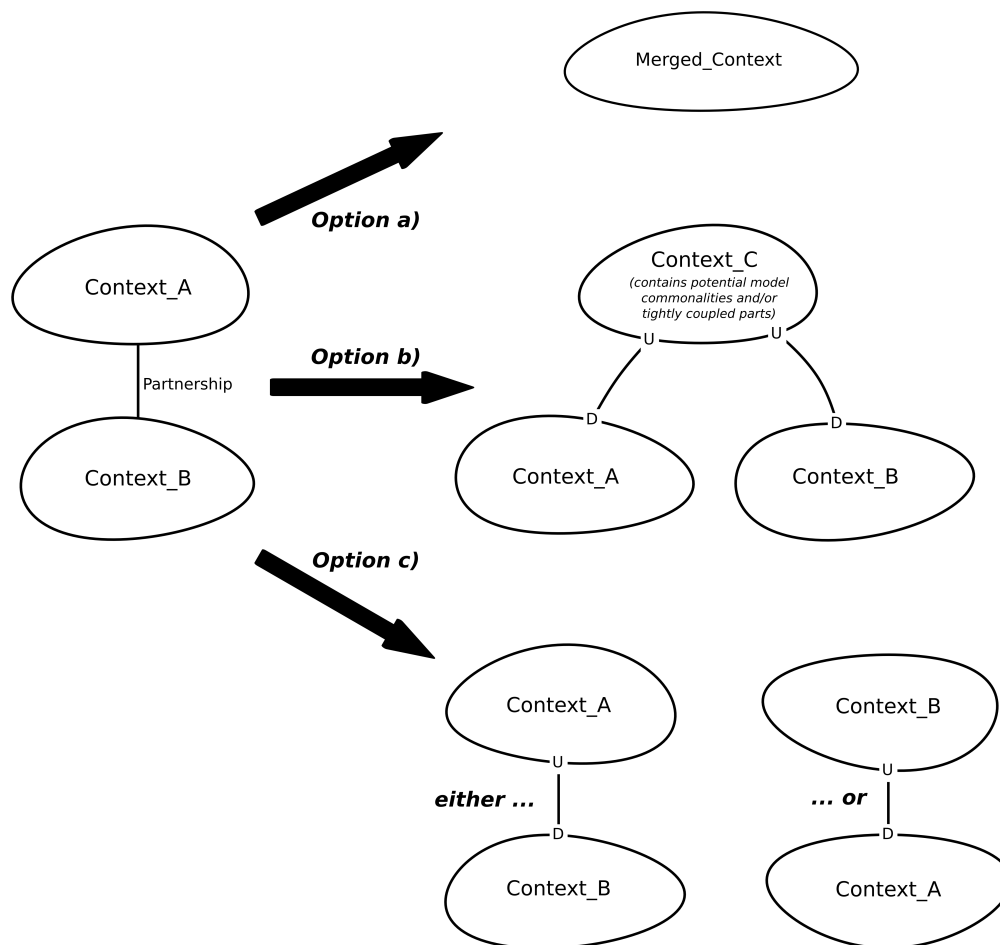 Merged_Context
Option a)
Context_A
Partnership
Context_B
Option b)
Context_C
(contains potential model
commonalities and/or
tightly coupled parts)
U
U
D
D
Context_A
Context_B
Option c)
Context_A
U
either ...
D
Context_B
Context_B
U
... or
D
Context_A